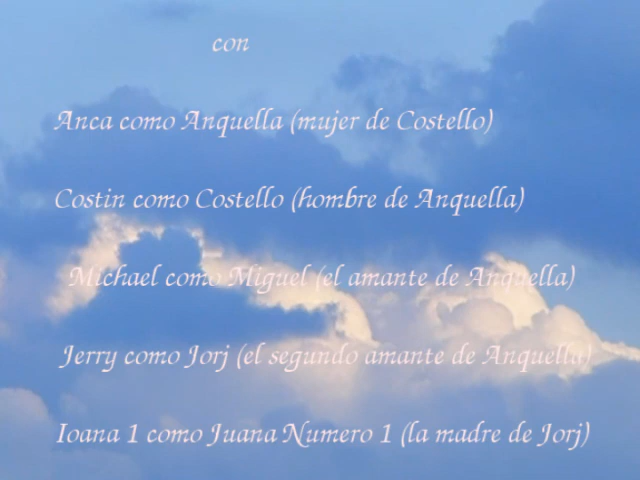 con
Anca como Anquella (mujer de Costello)
Costin como Costello (hombre de Anquella)
Michael como Miguel (el amante de Anquella)
Jerry como Jorj (el segundo amante de Anquella)
Ioana 1 como Juana Numero 1 (la madre de Jorj)